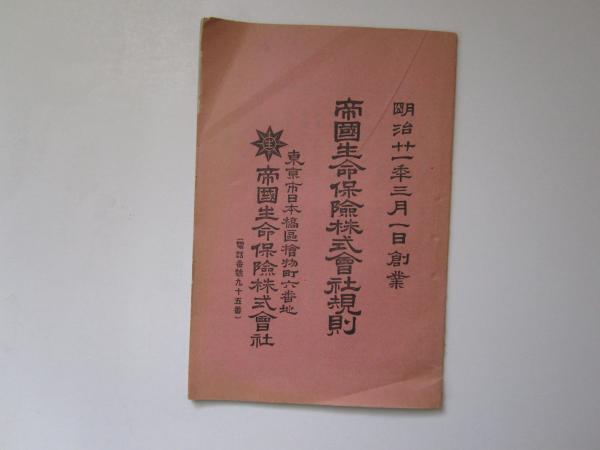 明治廿一年三月一日創業
帝國生命保險株式會社規則
東京市日本橋區檜物町六番地
生
帝國生命保險株式會社
(電話番號九十五番)